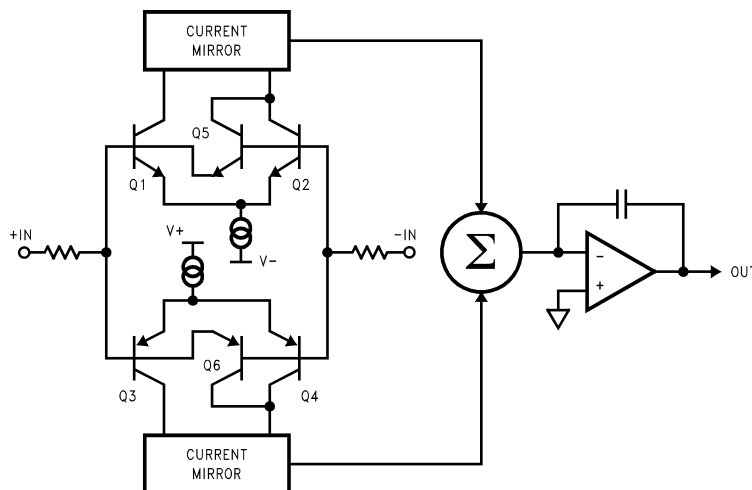 CURRENT
MIRROR
Q5
Q1
Q2
+IN
V+
V-
-IN
Σ
-
+
OUT
Q6
Q3
Q4
CURRENT
MIRROR